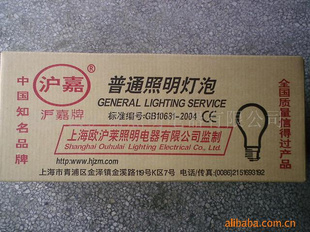 中国知名品牌
沪嘉®
沪嘉牌
普通照明灯泡
GENERAL LIGHTING SERVICE
标准编号:GB10681-2004 CE
全国质量信得过产品
上海欧沪莱照明电器有限公司监制
Shanghai Ouhulai Lighting Electrical Co., Ltd.
http://www.hjzm.com
上海市青浦区金泽镇金溪路119号K区7号 传真:(0086)2151693192
alibaba.com.cn